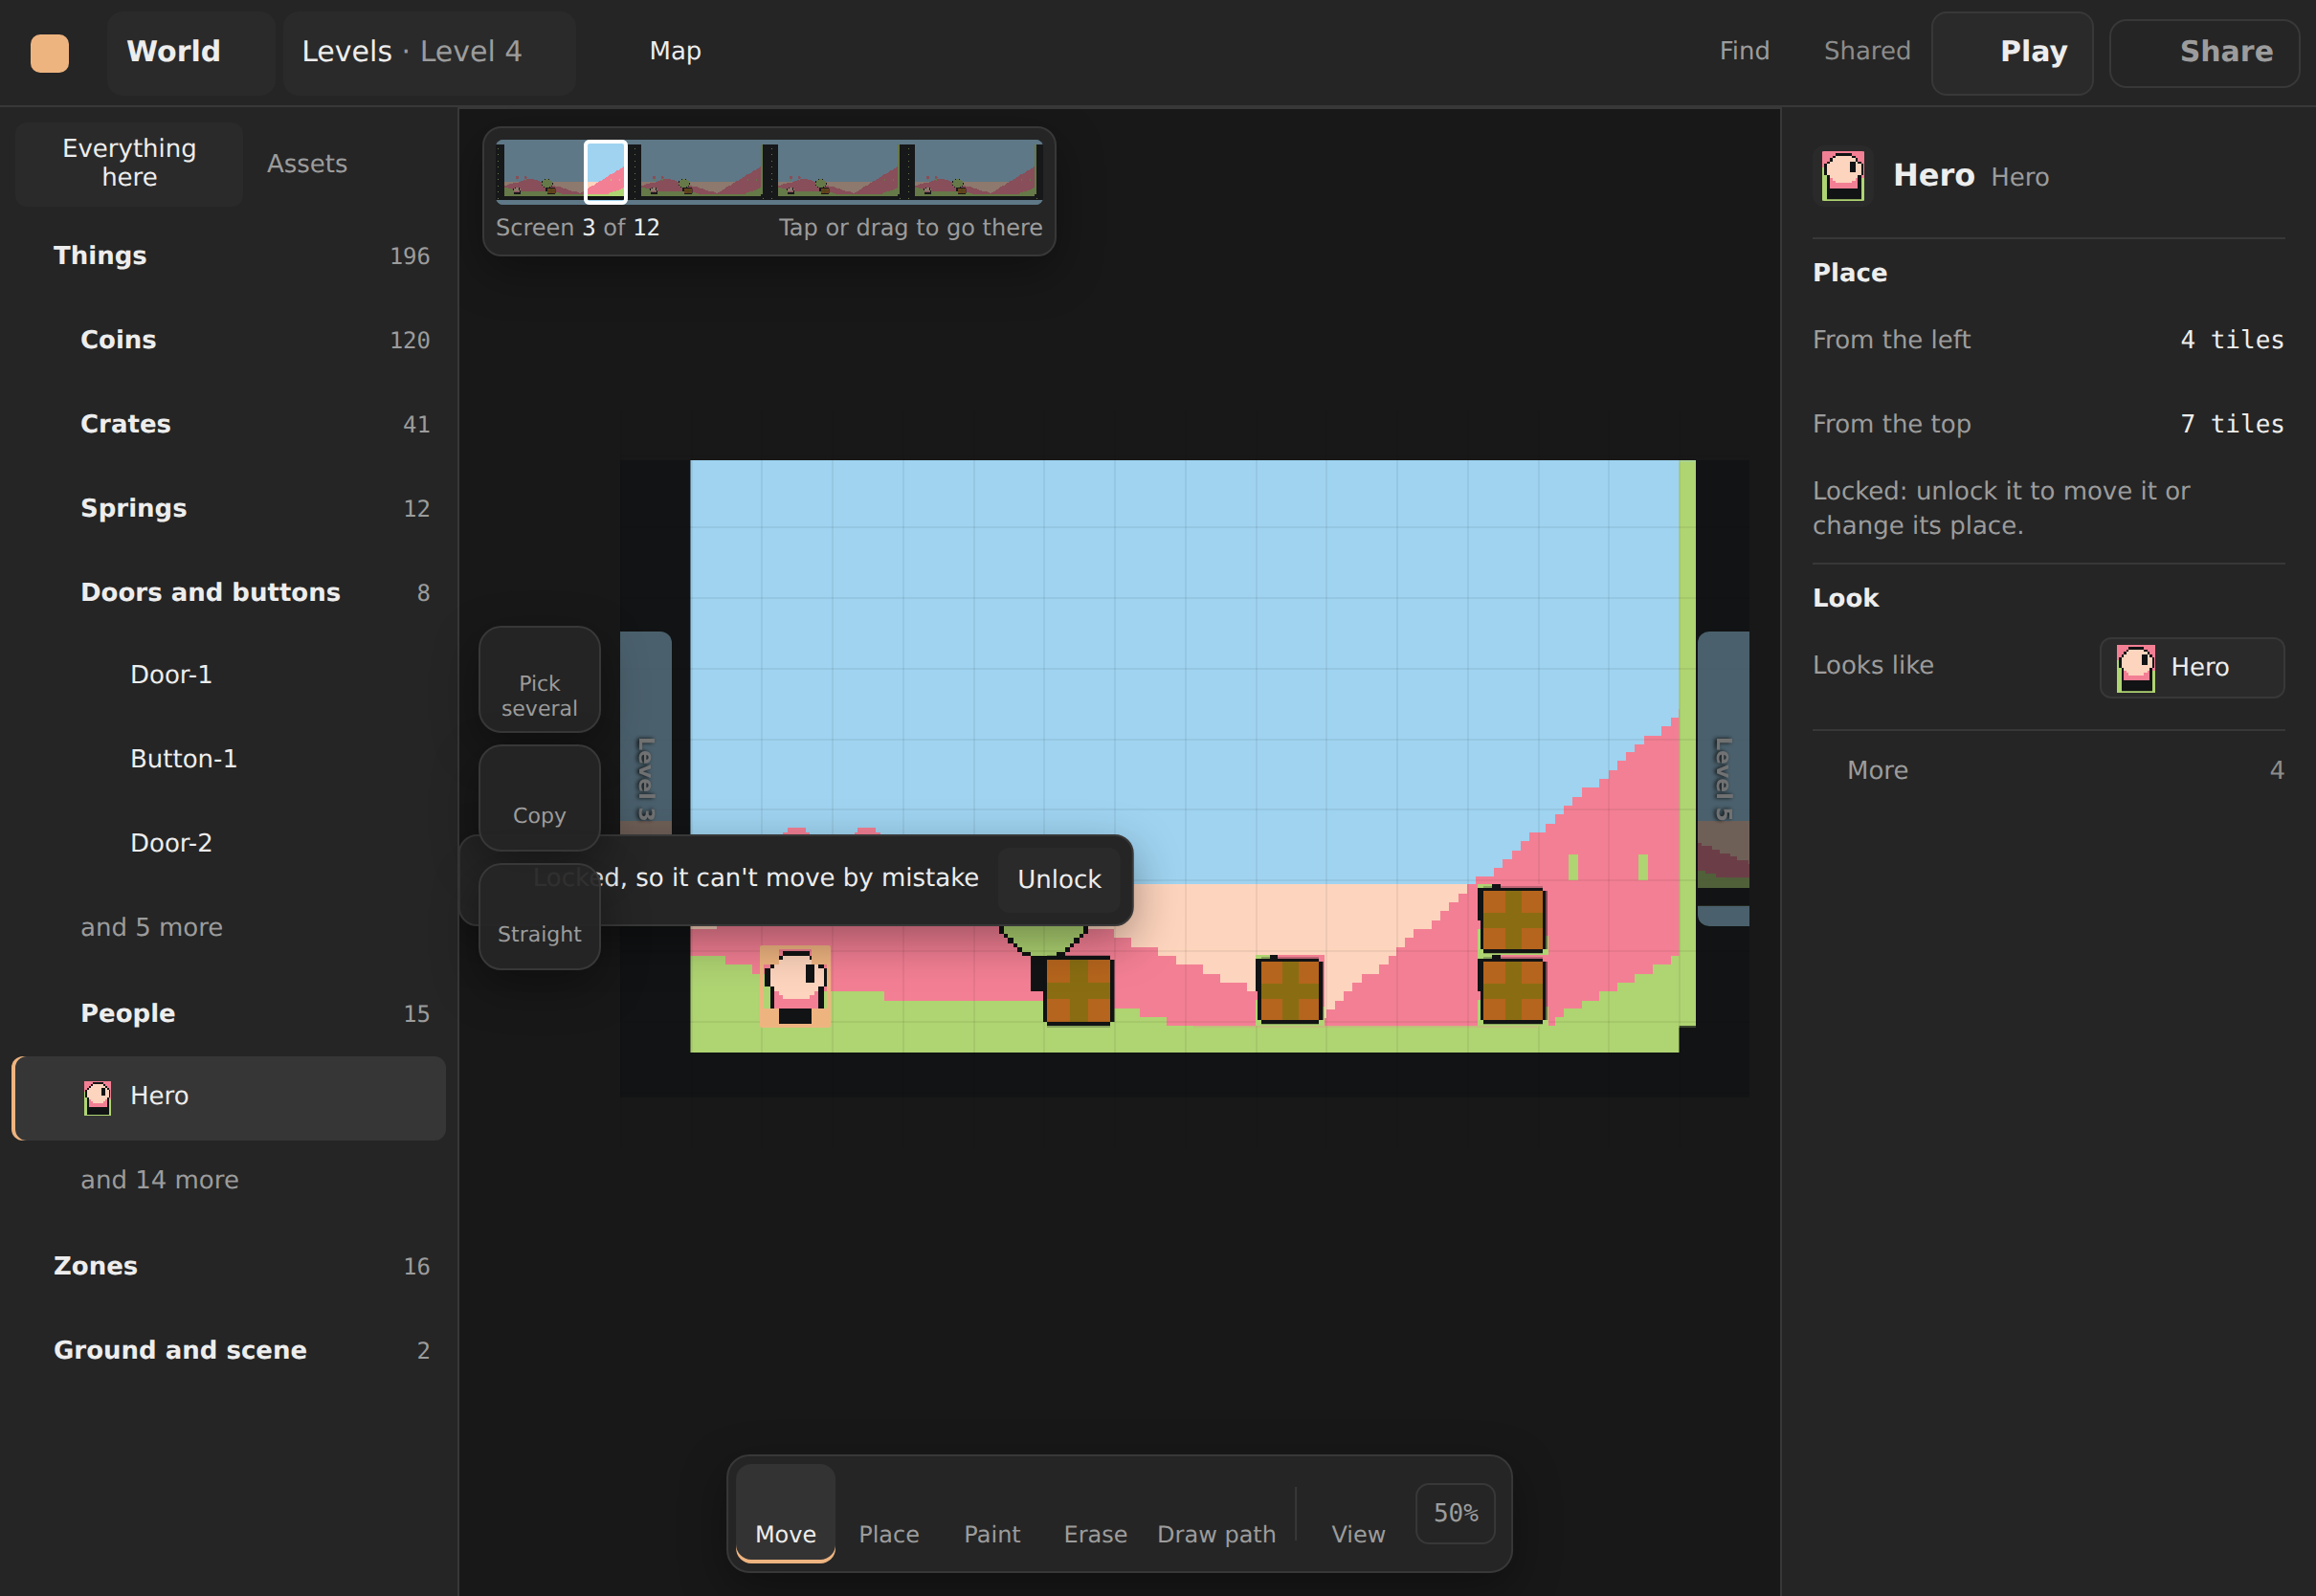 World
Levels · Level 4
Map
Find
Shared
Play
Share
Everything
here
Assets
Things 196
Coins 120
Crates 41
Springs 12
Doors and buttons 8
Door-1
Button-1
Door-2
and 5 more
People 15
Hero
and 14 more
Zones 16
Ground and scene 2
Screen 3 of 12
Tap or drag to go there
Pick
several
Copy
Straight
Level 3
Locked, so it can't move by mistake
Unlock
Level 5
Move
Place
Paint
Erase
Draw path
View
50%
Hero Hero
Place
From the left 4 tiles
From the top 7 tiles
Locked: unlock it to move it or
change its place.
Look
Looks like Hero
More 4